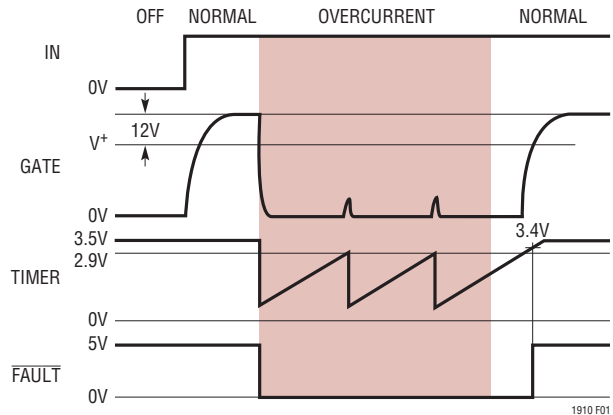 OFF NORMAL OVERCURRENT NORMAL
IN
0V
12V
V+
GATE
0V
3.5V
3.4V
2.9V
TIMER
0V
5V
FAULT
0V
1910 F01